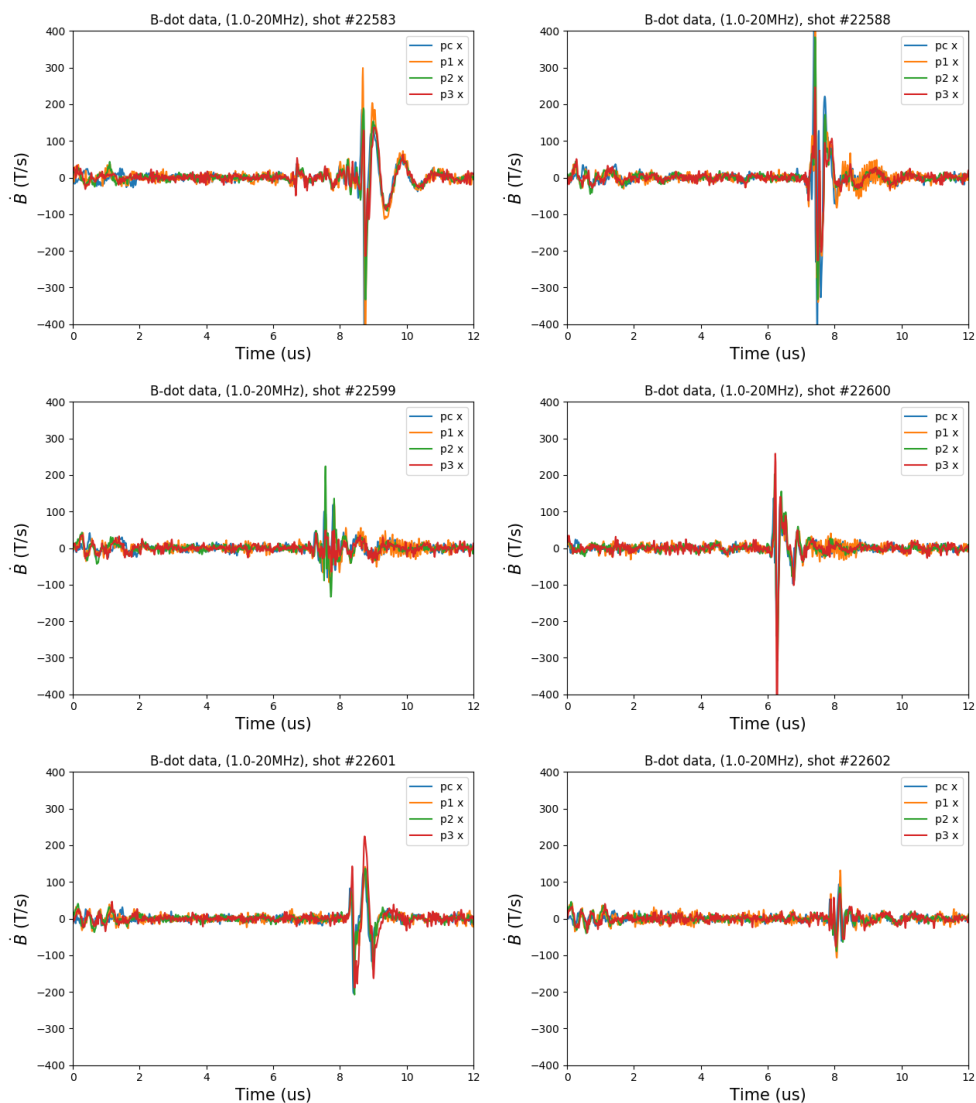 B-dot data, (1.0-20MHz), shot #22583
400
300
200
100
0
−100
−200
−300
−400
Ḃ (T/s)
pc x
p1 x
p2 x
p3 x
0 2 4 6 8 10 12
Time (us)
B-dot data, (1.0-20MHz), shot #22588
400
300
200
100
0
−100
−200
−300
−400
Ḃ (T/s)
pc x
p1 x
p2 x
p3 x
0 2 4 6 8 10 12
Time (us)
B-dot data, (1.0-20MHz), shot #22599
400
300
200
100
0
−100
−200
−300
−400
Ḃ (T/s)
pc x
p1 x
p2 x
p3 x
0 2 4 6 8 10 12
Time (us)
B-dot data, (1.0-20MHz), shot #22600
400
300
200
100
0
−100
−200
−300
−400
Ḃ (T/s)
pc x
p1 x
p2 x
p3 x
0 2 4 6 8 10 12
Time (us)
B-dot data, (1.0-20MHz), shot #22601
400
300
200
100
0
−100
−200
−300
−400
Ḃ (T/s)
pc x
p1 x
p2 x
p3 x
0 2 4 6 8 10 12
Time (us)
B-dot data, (1.0-20MHz), shot #22602
400
300
200
100
0
−100
−200
−300
−400
Ḃ (T/s)
pc x
p1 x
p2 x
p3 x
0 2 4 6 8 10 12
Time (us)